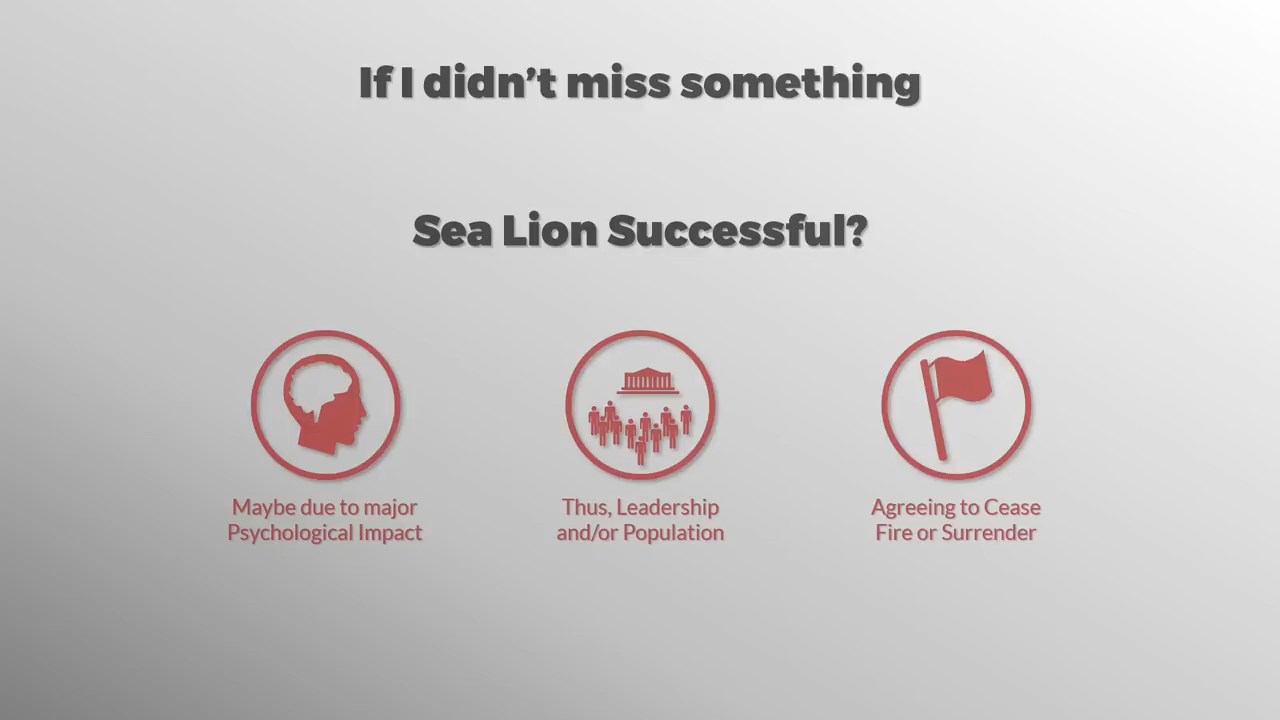 If I didn’t miss something
Sea Lion Successful?
Maybe due to major
Psychological Impact
Thus, Leadership
and/or Population
Agreeing to Cease
Fire or Surrender